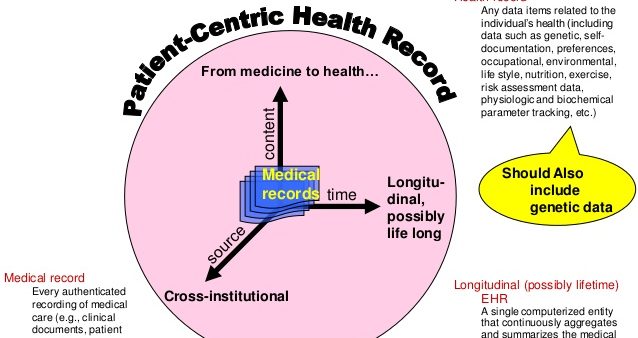 Patient-Centric Health Record
From medicine to health…
content
Medical
records
time
Longitu-
dinal,
possibly
life long
source
Cross-institutional
Medical record
Every authenticated
recording of medical
care (e.g., clinical
documents, patient
Any data items related to the
individual's health (including
data such as genetic, self-
documentation, preferences,
occupational, environmental,
life style, nutrition, exercise,
risk assessment data,
physiologic and biochemical
parameter tracking, etc.)
Should Also
include
genetic data
Longitudinal (possibly lifetime)
EHR
A single computerized entity
that continuously aggregates
and summarizes the medical